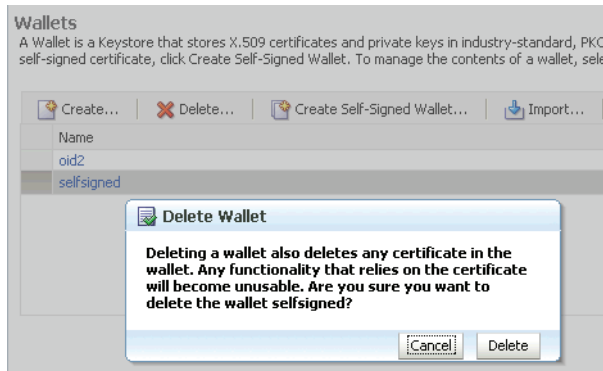 Wallets
A Wallet is a Keystore that stores X.509 certificates and private keys in industry-standard,
self-signed certificate, click Create Self-Signed Wallet. To manage the contents of a wallet,
Create... Delete... Create Self-Signed Wallet... Import...
Name
oid2
selfsigned
Delete Wallet
Deleting a wallet also deletes any certificate in the
wallet. Any functionality that relies on the certificate
will become unusable. Are you sure you want to
delete the wallet selfsigned?
Cancel Delete